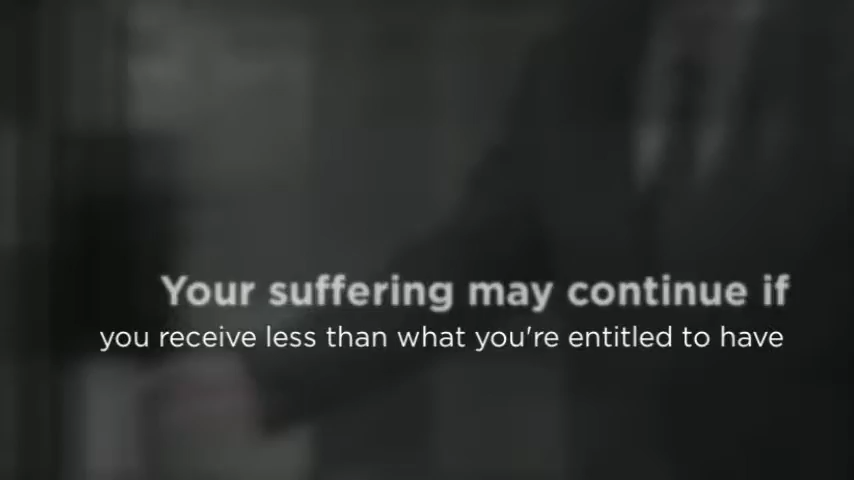 Your suffering may continue if
you receive less than what you're entitled to have